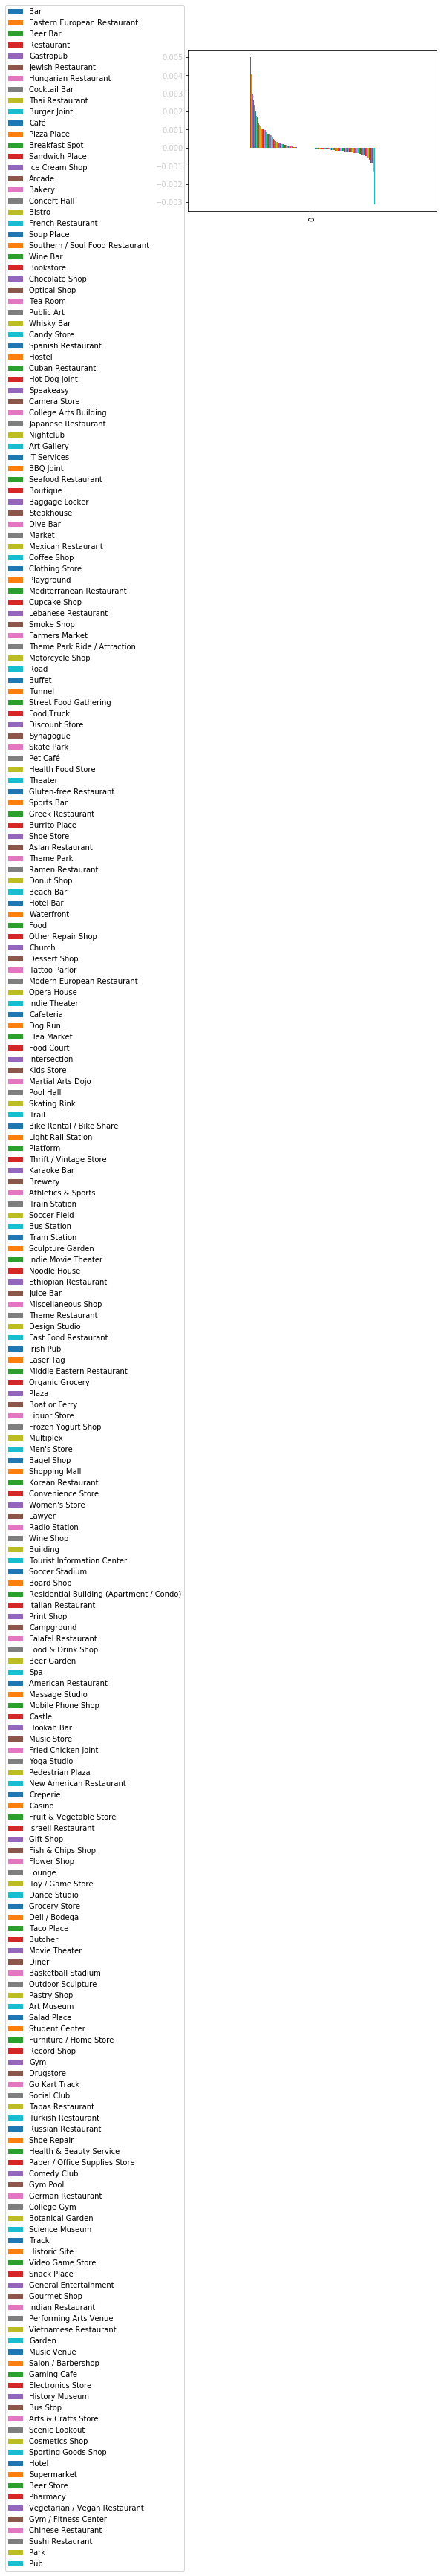 Bar
Eastern European Restaurant
Beer Bar
Restaurant
Gastropub
Jewish Restaurant
Hungarian Restaurant
Cocktail Bar
Thai Restaurant
Burger Joint
Café
Pizza Place
Breakfast Spot
Sandwich Place
Ice Cream Shop
Arcade
Bakery
Concert Hall
Bistro
French Restaurant
Soup Place
Southern / Soul Food Restaurant
Wine Bar
Bookstore
Chocolate Shop
Optical Shop
Tea Room
Public Art
Whisky Bar
Candy Store
Spanish Restaurant
Hostel
Cuban Restaurant
Hot Dog Joint
Speakeasy
Camera Store
College Arts Building
Japanese Restaurant
Nightclub
Art Gallery
IT Services
BBQ Joint
Seafood Restaurant
Boutique
Baggage Locker
Steakhouse
Dive Bar
Market
Mexican Restaurant
Coffee Shop
Clothing Store
Playground
Mediterranean Restaurant
Cupcake Shop
Lebanese Restaurant
Smoke Shop
Farmers Market
Theme Park Ride / Attraction
Motorcycle Shop
Road
Buffet
Tunnel
Street Food Gathering
Food Truck
Discount Store
Synagogue
Skate Park
Pet Café
Health Food Store
Theater
Gluten-free Restaurant
Sports Bar
Greek Restaurant
Burrito Place
Shoe Store
Asian Restaurant
Theme Park
Ramen Restaurant
Donut Shop
Beach Bar
Hotel Bar
Waterfront
Food
Other Repair Shop
Church
Dessert Shop
Tattoo Parlor
Modern European Restaurant
Opera House
Indie Theater
Cafeteria
Dog Run
Flea Market
Food Court
Intersection
Kids Store
Martial Arts Dojo
Pool Hall
Skating Rink
Trail
Bike Rental / Bike Share
Light Rail Station
Platform
Thrift / Vintage Store
Karaoke Bar
Brewery
Athletics & Sports
Train Station
Soccer Field
Bus Station
Tram Station
Sculpture Garden
Indie Movie Theater
Noodle House
Ethiopian Restaurant
Juice Bar
Miscellaneous Shop
Theme Restaurant
Design Studio
Fast Food Restaurant
Irish Pub
Laser Tag
Middle Eastern Restaurant
Organic Grocery
Plaza
Boat or Ferry
Liquor Store
Frozen Yogurt Shop
Multiplex
Men's Store
Bagel Shop
Shopping Mall
Korean Restaurant
Convenience Store
Women's Store
Lawyer
Radio Station
Wine Shop
Building
Tourist Information Center
Soccer Stadium
Board Shop
Residential Building (Apartment / Condo)
Italian Restaurant
Print Shop
Campground
Falafel Restaurant
Food & Drink Shop
Beer Garden
Spa
American Restaurant
Massage Studio
Mobile Phone Shop
Castle
Hookah Bar
Music Store
Fried Chicken Joint
Yoga Studio
Pedestrian Plaza
New American Restaurant
Creperie
Casino
Fruit & Vegetable Store
Israeli Restaurant
Gift Shop
Fish & Chips Shop
Flower Shop
Lounge
Toy / Game Store
Dance Studio
Grocery Store
Deli / Bodega
Taco Place
Butcher
Movie Theater
Diner
Basketball Stadium
Outdoor Sculpture
Pastry Shop
Art Museum
Salad Place
Student Center
Furniture / Home Store
Record Shop
Gym
Drugstore
Go Kart Track
Social Club
Tapas Restaurant
Turkish Restaurant
Russian Restaurant
Shoe Repair
Health & Beauty Service
Paper / Office Supplies Store
Comedy Club
Gym Pool
German Restaurant
College Gym
Botanical Garden
Science Museum
Track
Historic Site
Video Game Store
Snack Place
General Entertainment
Gourmet Shop
Indian Restaurant
Performing Arts Venue
Vietnamese Restaurant
Garden
Music Venue
Salon / Barbershop
Gaming Cafe
Electronics Store
History Museum
Bus Stop
Arts & Crafts Store
Scenic Lookout
Cosmetics Shop
Sporting Goods Shop
Hotel
Supermarket
Beer Store
Pharmacy
Vegetarian / Vegan Restaurant
Gym / Fitness Center
Chinese Restaurant
Sushi Restaurant
Park
Pub
0.005
0.004
0.003
0.002
0.001
0.000
−0.001
−0.002
−0.003
0